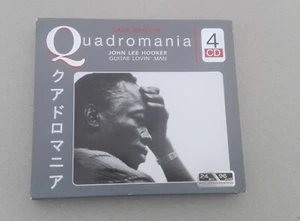 Quadromania
JOHN LEE HOOKER
GUITAR LOVIN' MAN
4
CD
クアドロマニア